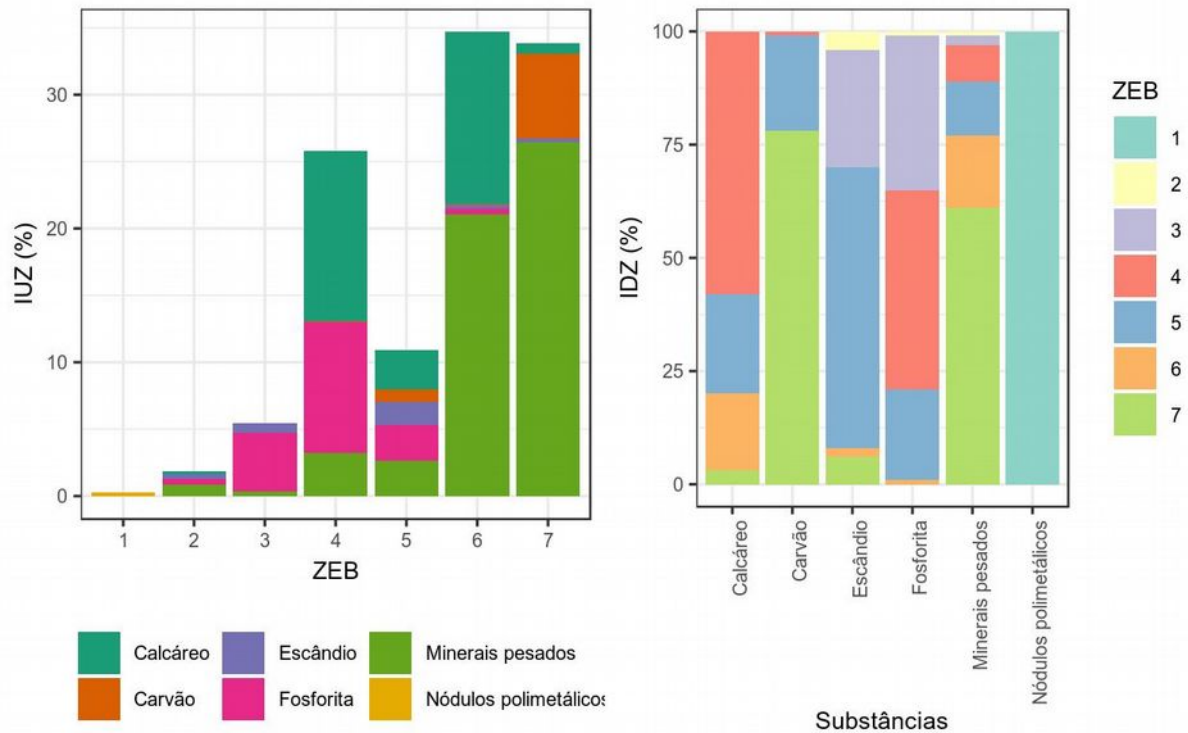 IUZ (%)
30
20
10
0
1 2 3 4 5 6 7
ZEB
Calcáreo
Escândio
Minerais pesados
Carvão
Fosforita
Nódulos polimetálicos
IDZ (%)
100
75
50
25
0
Calcáreo
Carvão
Escândio
Fosforita
Minerais pesados
Nódulos polimetálicos
Substâncias
ZEB
1
2
3
4
5
6
7